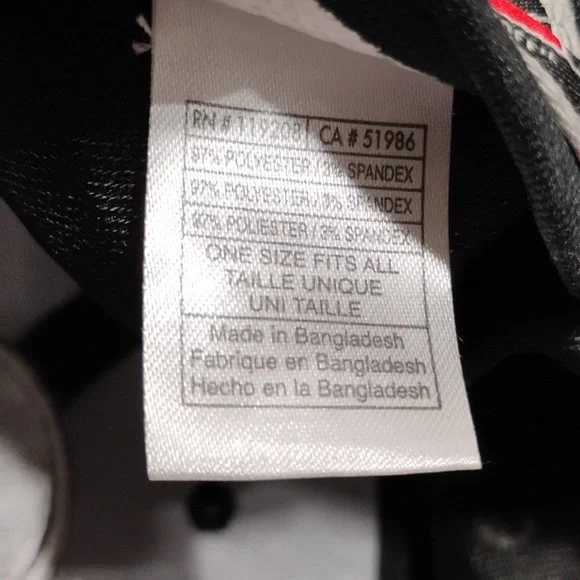 RN # 119208 CA # 51986
97% POLYESTER / 3% SPANDEX
97% POLYESTER / 3% SPANDEX
97% POLIESTER / 3% SPANDEX
ONE SIZE FITS ALL
TAILLE UNIQUE
UNI TAILLE
Made in Bangladesh
Fabrique en Bangladesh
Hecho en la Bangladesh